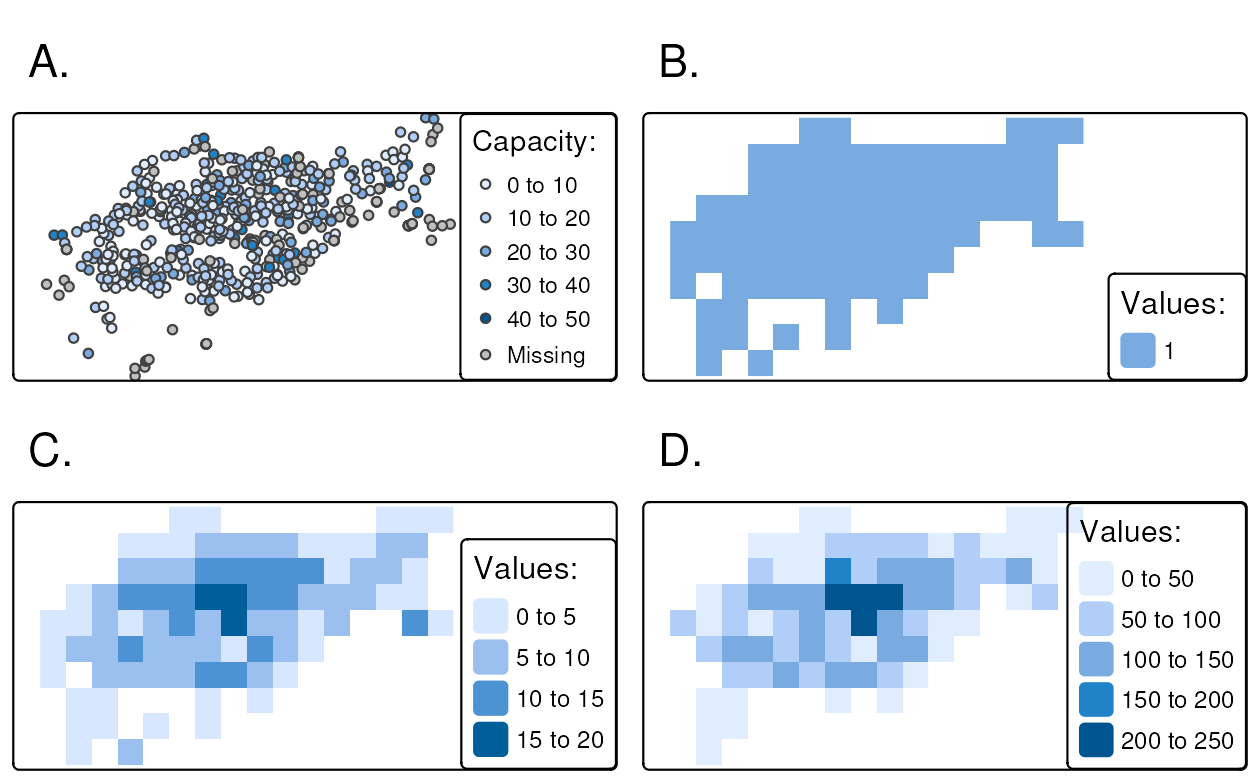 A.
Capacity:
0 to 10
10 to 20
20 to 30
30 to 40
40 to 50
Missing
B.
Values:
1
C.
Values:
0 to 5
5 to 10
10 to 15
15 to 20
D.
Values:
0 to 50
50 to 100
100 to 150
150 to 200
200 to 250